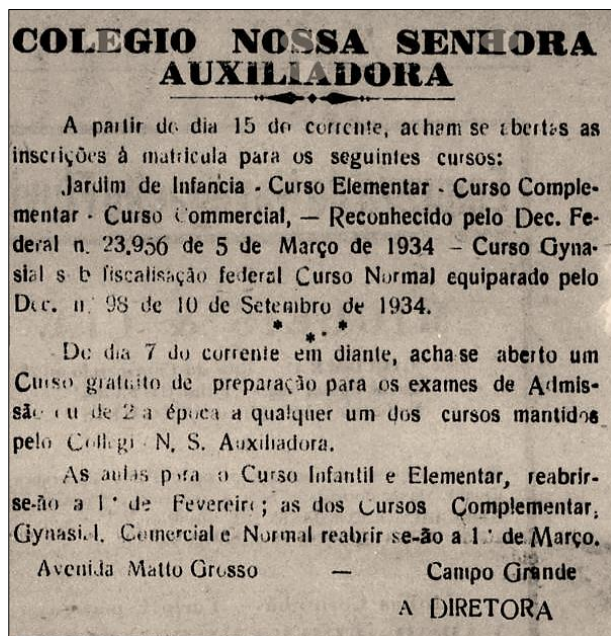 COLEGIO NOSSA SENHORA
AUXILIADORA
A partir do dia 15 do corrente, acham se abertas as
inscrições à matricula para os seguintes cursos:
Jardim de Infancia - Curso Elementar - Curso Comple-
mentar - Curso Commercial, — Reconhecido pelo Dec. Fe-
deral n. 23.956 de 5 de Março de 1934 — Curso Gyna-
sial s b fiscalisação federal Curso Normal equiparado pelo
Dec. n. 98 de 10 de Setembro de 1934.
* * *
De dia 7 do corrente em diante, acha-se aberto um
Curso gratuito de preparação para os exames de Admis-
são ou de 2a época a qualquer um dos cursos mantidos
pelo Collegi N. S. Auxiliadora.
As aulas para o Curso Infantil e Elementar, reabrir-
se-ão a 1.° de Fevereiro; as dos Cursos Complementar,
Gynasial, Comercial e Normal reabrir se-ão a 1.° de Março.
Avenida Matto Grosso — Campo Grande
A DIRETORA